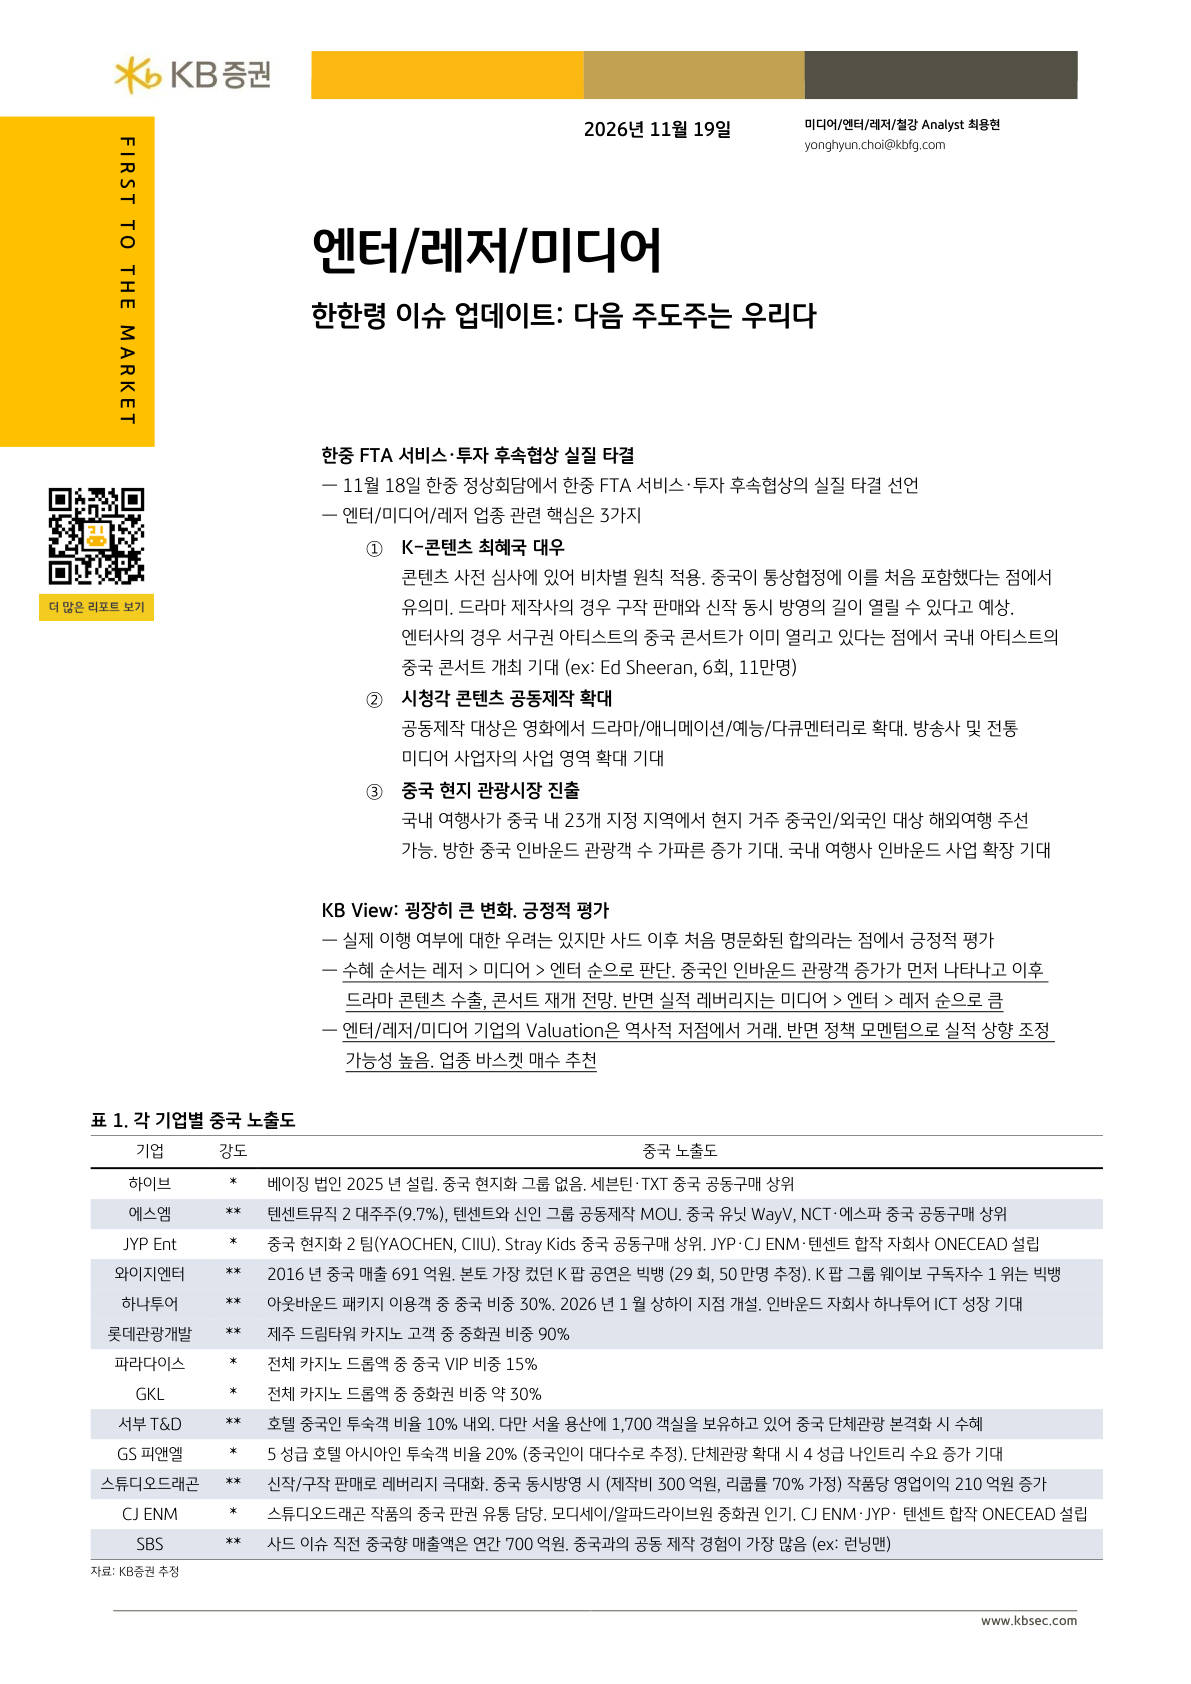 KB증권
2026년 11월 19일
미디어/엔터/레저/철강 Analyst 최용현
yonghyun.choi@kbfg.com
FIRST TO THE MARKET
더 많은 리포트 보기
엔터/레저/미디어
한한령 이슈 업데이트: 다음 주도주는 우리다
한중 FTA 서비스·투자 후속협상 실질 타결
— 11월 18일 한중 정상회담에서 한중 FTA 서비스·투자 후속협상의 실질 타결 선언
— 엔터/미디어/레저 업종 관련 핵심은 3가지
① K-콘텐츠 최혜국 대우
콘텐츠 사전 심사에 있어 비차별 원칙 적용. 중국이 통상협정에 이를 처음 포함했다는 점에서
유의미. 드라마 제작사의 경우 구작 판매와 신작 동시 방영의 길이 열릴 수 있다고 예상.
엔터사의 경우 서구권 아티스트의 중국 콘서트가 이미 열리고 있다는 점에서 국내 아티스트의
중국 콘서트 개최 기대 (ex: Ed Sheeran, 6회, 11만명)
② 시청각 콘텐츠 공동제작 확대
공동제작 대상은 영화에서 드라마/애니메이션/예능/다큐멘터리로 확대. 방송사 및 전통
미디어 사업자의 사업 영역 확대 기대
③ 중국 현지 관광시장 진출
국내 여행사가 중국 내 23개 지정 지역에서 현지 거주 중국인/외국인 대상 해외여행 주선
가능. 방한 중국 인바운드 관광객 수 가파른 증가 기대. 국내 여행사 인바운드 사업 확장 기대
KB View: 굉장히 큰 변화. 긍정적 평가
— 실제 이행 여부에 대한 우려는 있지만 사드 이후 처음 명문화된 합의라는 점에서 긍정적 평가
— 수혜 순서는 레저 > 미디어 > 엔터 순으로 판단. 중국인 인바운드 관광객 증가가 먼저 나타나고 이후
드라마 콘텐츠 수출, 콘서트 재개 전망. 반면 실적 레버리지는 미디어 > 엔터 > 레저 순으로 큼
— 엔터/레저/미디어 기업의 Valuation은 역사적 저점에서 거래. 반면 정책 모멘텀으로 실적 상향 조정
가능성 높음. 업종 바스켓 매수 추천
표 1. 각 기업별 중국 노출도
기업 강도 중국 노출도
하이브 * 베이징 법인 2025 년 설립. 중국 현지화 그룹 없음. 세븐틴·TXT 중국 공동구매 상위
에스엠 ** 텐센트뮤직 2 대주주(9.7%), 텐센트와 신인 그룹 공동제작 MOU. 중국 유닛 WayV, NCT·에스파 중국 공동구매 상위
JYP Ent * 중국 현지화 2 팀(YAOCHEN, CIIU). Stray Kids 중국 공동구매 상위. JYP·CJ ENM·텐센트 합작 자회사 ONECEAD 설립
와이지엔터 ** 2016 년 중국 매출 691 억원. 본토 가장 컸던 K 팝 공연은 빅뱅 (29 회, 50 만명 추정). K 팝 그룹 웨이보 구독자수 1 위는 빅뱅
하나투어 ** 아웃바운드 패키지 이용객 중 중국 비중 30%. 2026 년 1 월 상하이 지점 개설. 인바운드 자회사 하나투어 ICT 성장 기대
롯데관광개발 ** 제주 드림타워 카지노 고객 중 중화권 비중 90%
파라다이스 * 전체 카지노 드롭액 중 중국 VIP 비중 15%
GKL * 전체 카지노 드롭액 중 중화권 비중 약 30%
서부 T&D ** 호텔 중국인 투숙객 비율 10% 내외. 다만 서울 용산에 1,700 객실을 보유하고 있어 중국 단체관광 본격화 시 수혜
GS 피앤엘 * 5 성급 호텔 아시아인 투숙객 비율 20% (중국인이 대다수로 추정). 단체관광 확대 시 4 성급 나인트리 수요 증가 기대
스튜디오드래곤 ** 신작/구작 판매로 레버리지 극대화. 중국 동시방영 시 (제작비 300 억원, 리쿱률 70% 가정) 작품당 영업이익 210 억원 증가
CJ ENM * 스튜디오드래곤 작품의 중국 판권 유통 담당. 모디세이/알파드라이브원 중화권 인기. CJ ENM·JYP· 텐센트 합작 ONECEAD 설립
SBS ** 사드 이슈 직전 중국향 매출액은 연간 700 억원. 중국과의 공동 제작 경험이 가장 많음 (ex: 런닝맨)
자료: KB증권 추정
www.kbsec.com